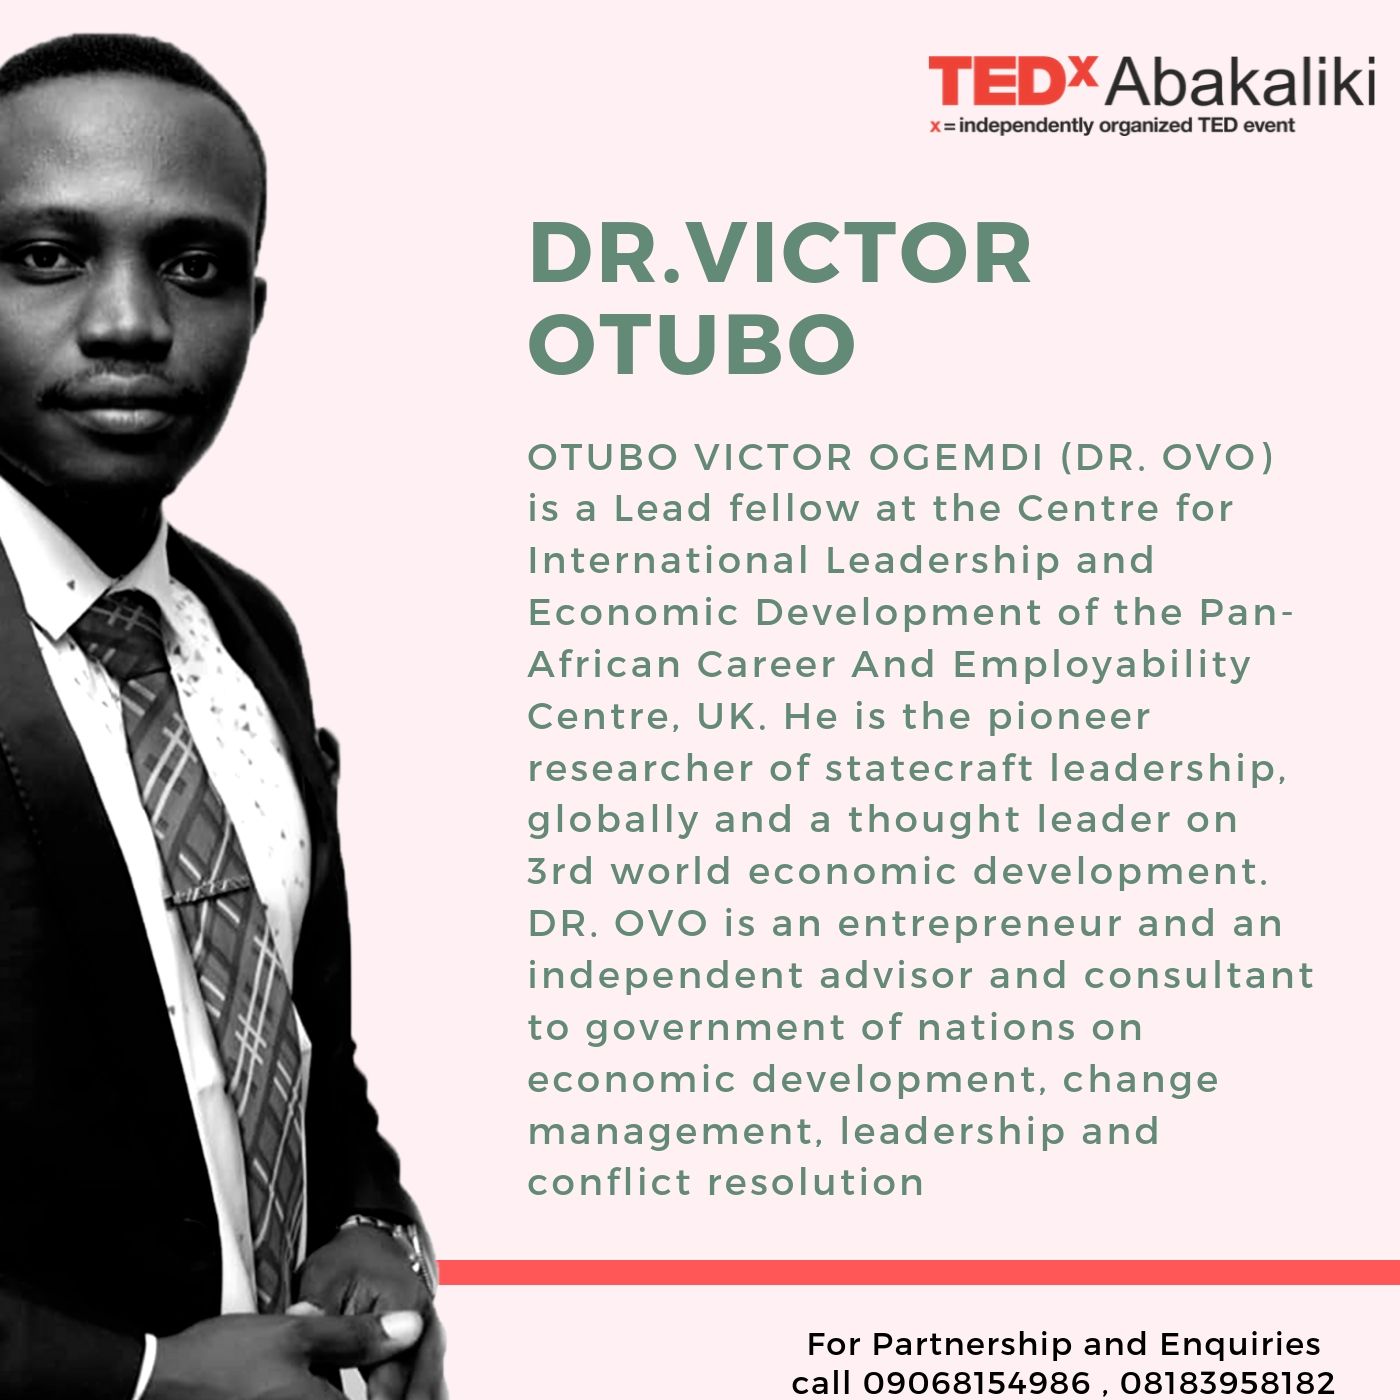 TEDx Abakaliki
x = independently organized TED event
DR.VICTOR
OTUBO
OTUBO VICTOR OGEMDI (DR. OVO)
is a Lead fellow at the Centre for
International Leadership and
Economic Development of the Pan-
African Career And Employability
Centre, UK. He is the pioneer
researcher of statecraft leadership,
globally and a thought leader on
3rd world economic development.
DR. OVO is an entrepreneur and an
independent advisor and consultant
to government of nations on
economic development, change
management, leadership and
conflict resolution
For Partnership and Enquiries
call 09068154986 , 08183958182